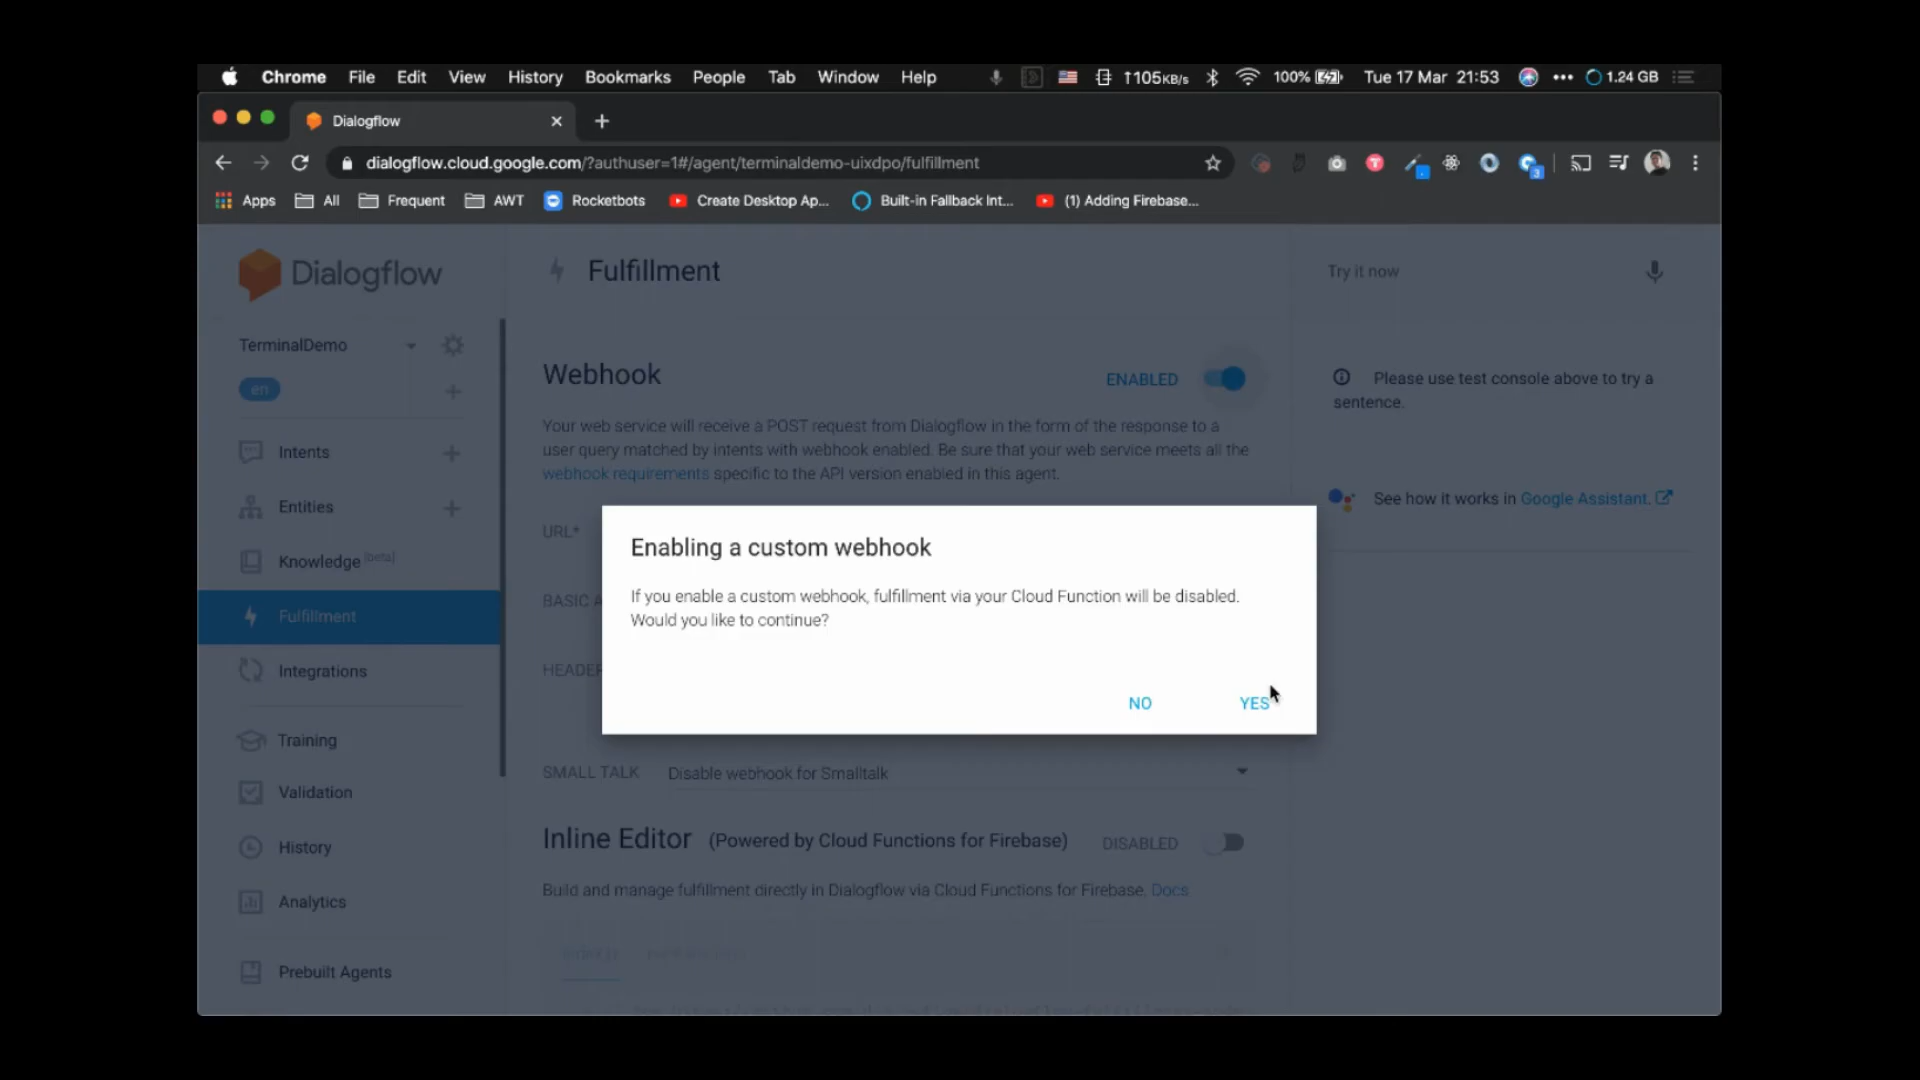 Chrome File Edit View History Bookmarks People Tab Window Help ↑105KB/s 100% Tue 17 Mar 21:53 ••• 1.24 GB
Dialogflow
dialogflow.cloud.google.com/?authuser=1#/agent/terminaldemo-uixdpo/fulfillment
3
Apps All Frequent AWT Rocketbots Create Desktop Ap... Built-in Fallback Int... (1) Adding Firebase...
Dialogflow
Fulfillment
Try it now
TerminalDemo
en
Intents
Entities
Knowledge [beta]
Fulfillment
Integrations
Training
Validation
History
Analytics
Prebuilt Agents
Webhook
ENABLED
Your web service will receive a POST request from Dialogflow in the form of the response to a
user query matched by intents with webhook enabled. Be sure that your web service meets all the
webhook requirements specific to the API version enabled in this agent.
URL*
BASIC A
HEADER
Enabling a custom webhook
If you enable a custom webhook, fulfillment via your Cloud Function will be disabled.
Would you like to continue?
NO YES
SMALL TALK Disable webhook for Smalltalk
Inline Editor (Powered by Cloud Functions for Firebase) DISABLED
Build and manage fulfillment directly in Dialogflow via Cloud Functions for Firebase. Docs
Please use test console above to try a
sentence.
See how it works in Google Assistant.